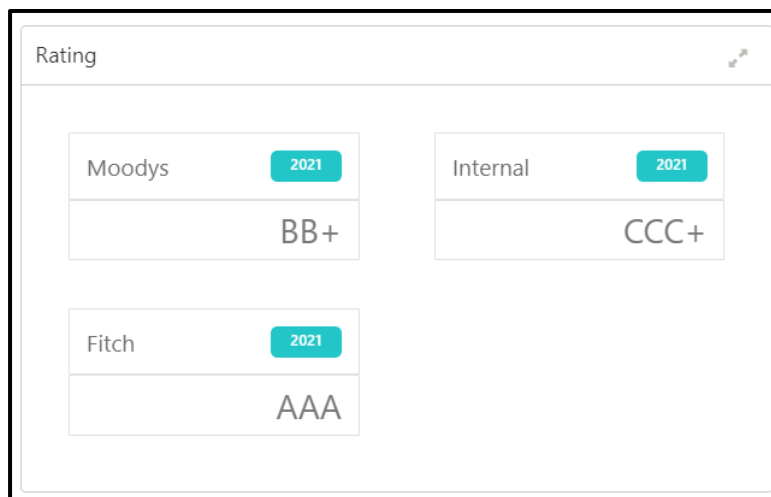 Rating
Moodys 2021
BB+
Internal 2021
CCC+
Fitch 2021
AAA